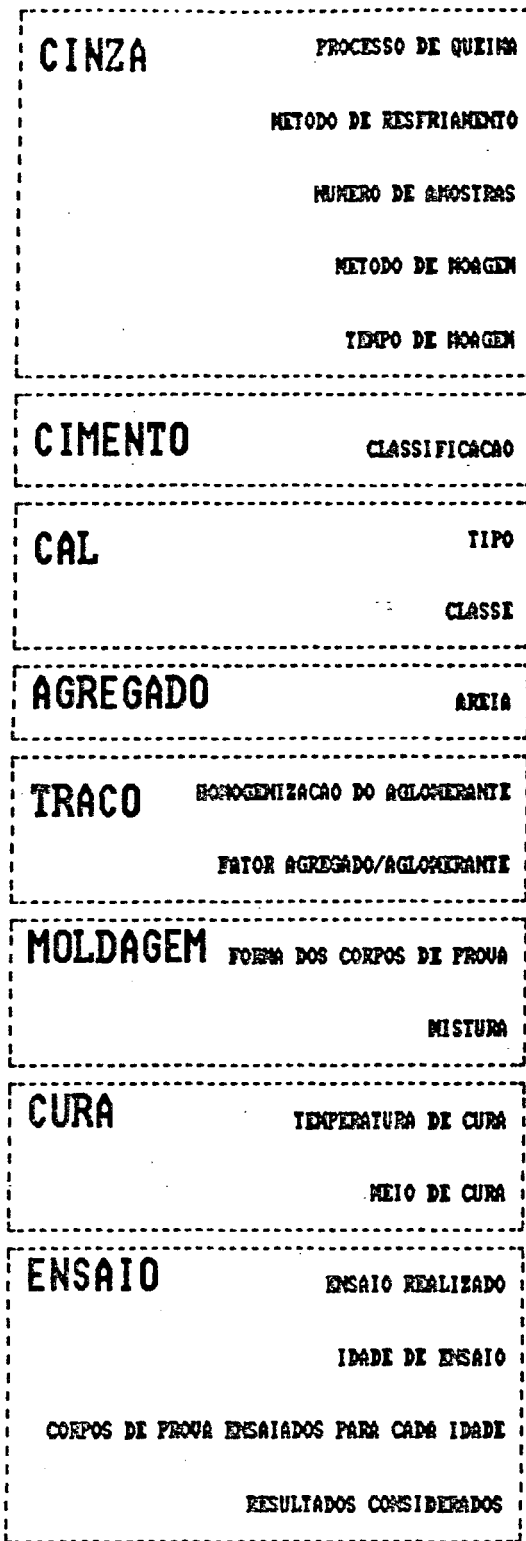 CINZA PROCESSO DE QUEIMA
METODO DE RESFRIAMENTO
NUMERO DE AMOSTRAS
METODO DE MOAGEM
TEMPO DE MOAGEM
CIMENTO CLASSIFICACAO
CAL TIPO
CLASSE
AGREGADO AREIA
TRACO HOMOGENIZACAO DO AGLOMERANTE
FATOR AGREGADO/AGLOMERANTE
MOLDAGEM FORMA DOS CORPOS DE PROVA
MISTURA
CURA TEMPERATURA DE CURA
MEIO DE CURA
ENSAIO ENSAIO REALIZADO
IDADE DE ENSAIO
CORPOS DE PROVA ENSAIADOS PARA CADA IDADE
RESULTADOS CONSIDERADOS